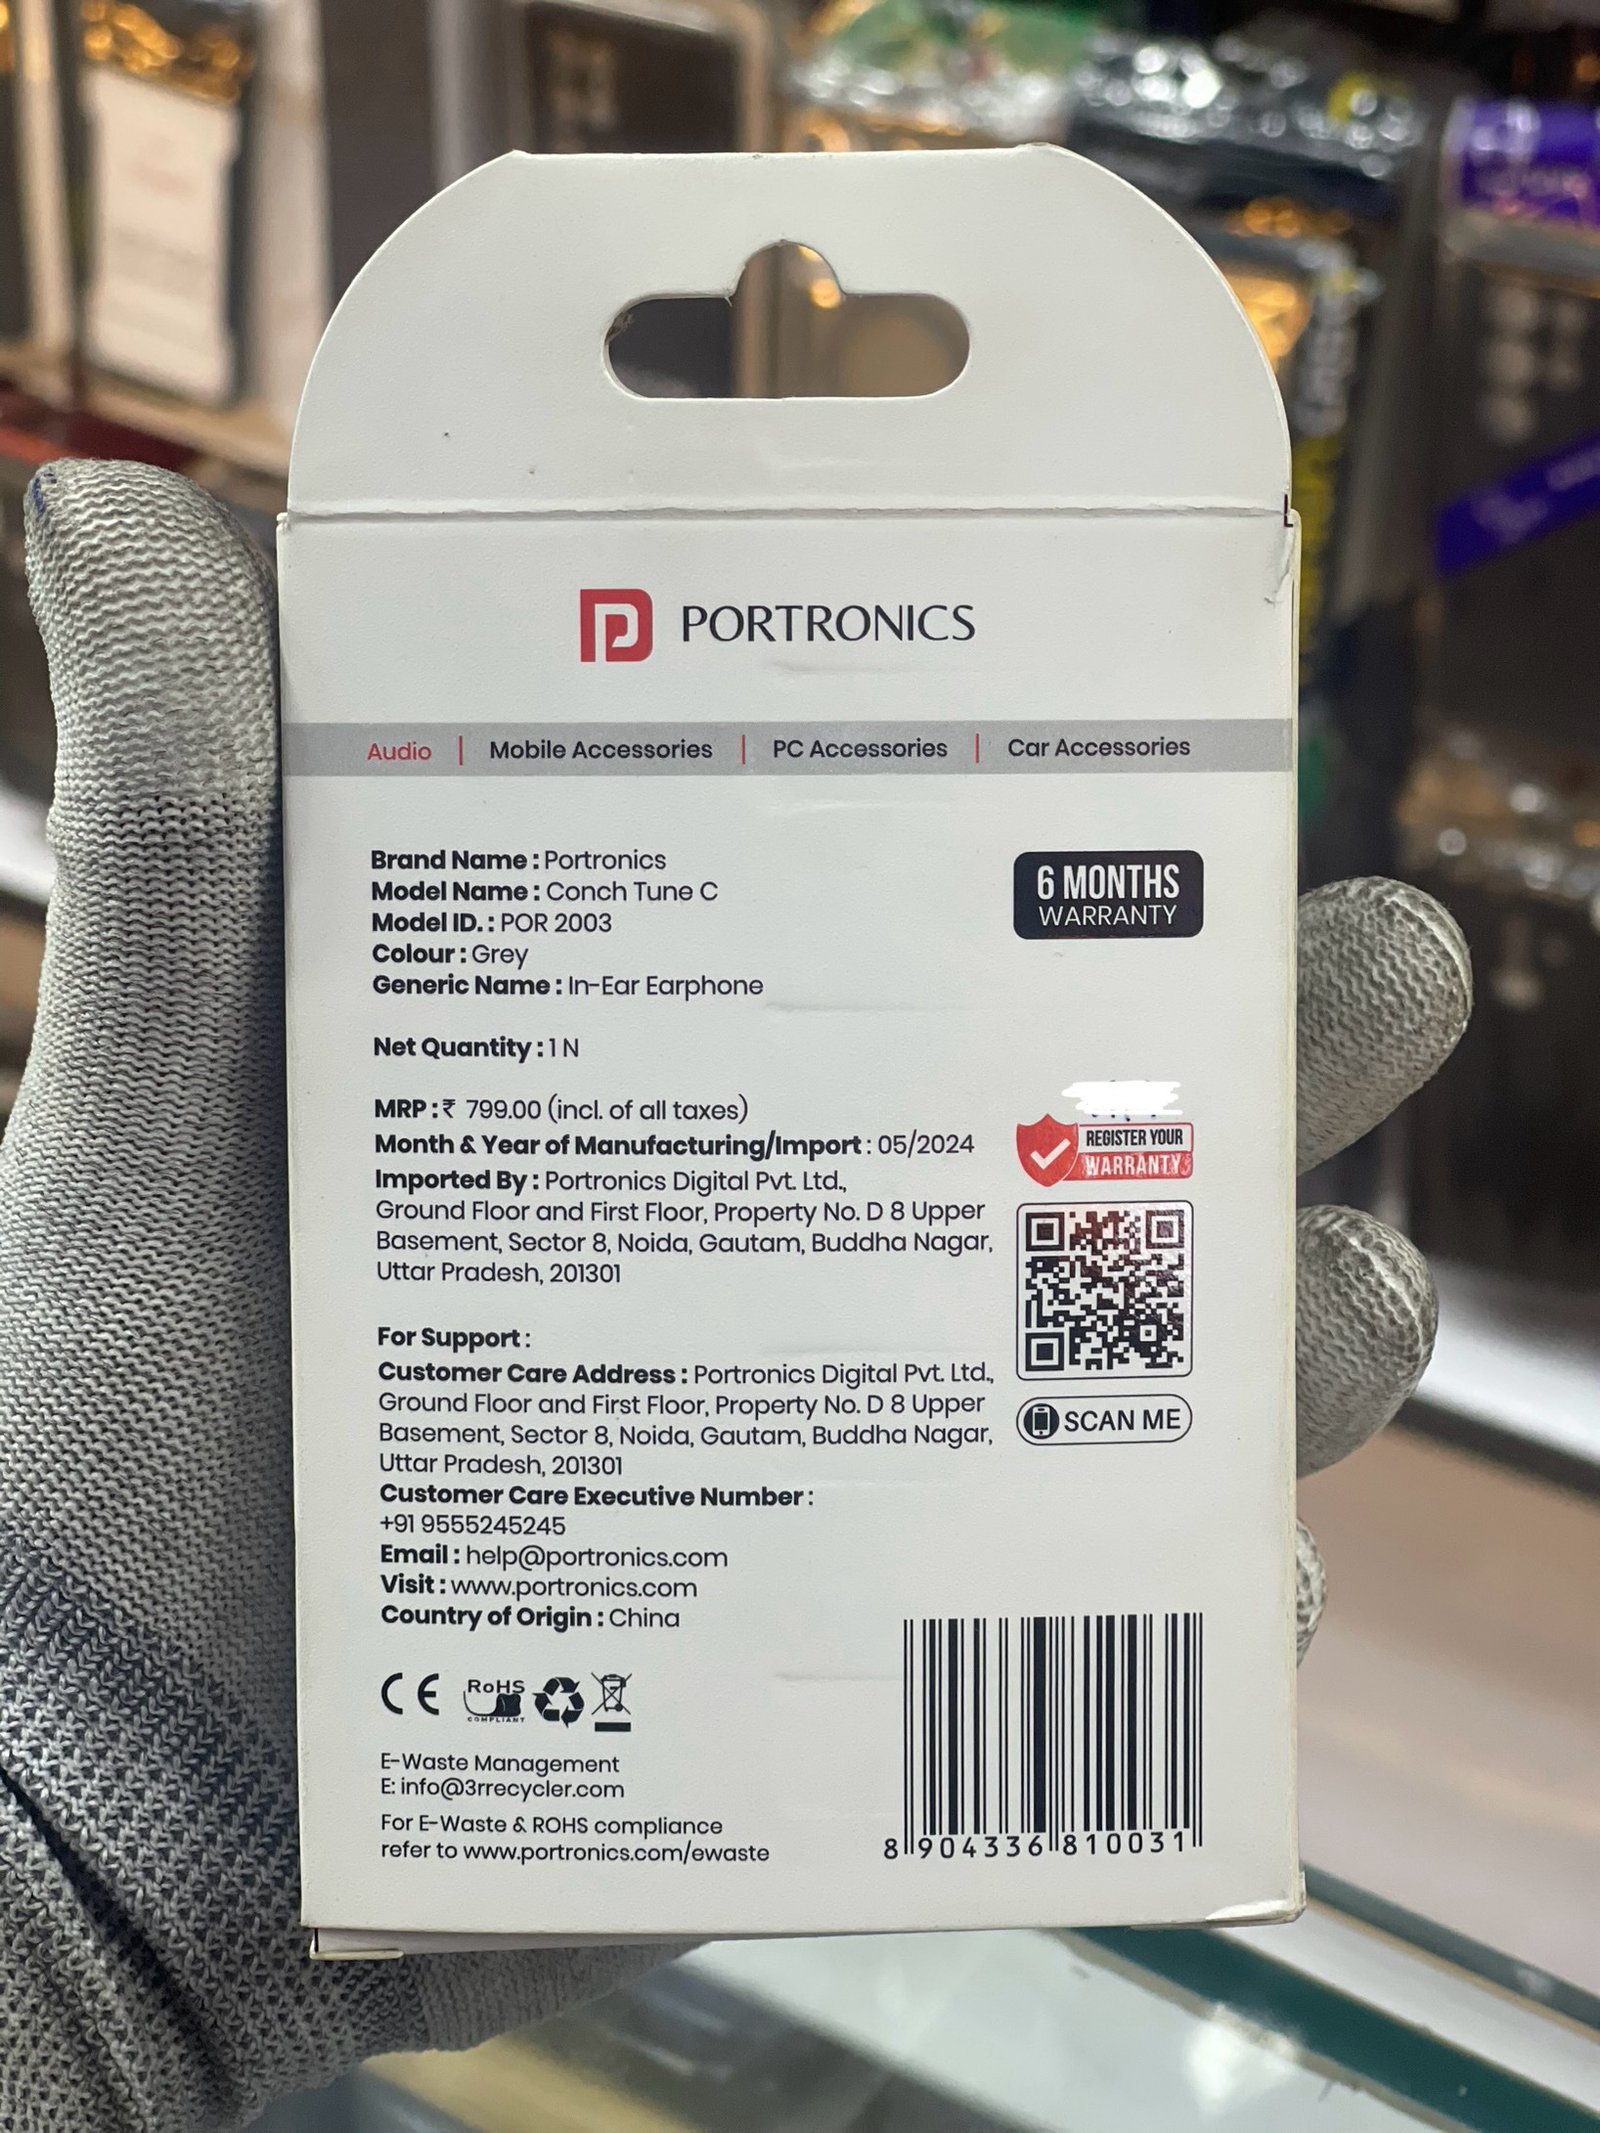 PORTRONICS
Audio | Mobile Accessories | PC Accessories | Car Accessories
Brand Name : Portronics
Model Name : Conch Tune C
Model ID. : POR 2003
Colour : Grey
Generic Name : In-Ear Earphone
6 MONTHS
WARRANTY
Net Quantity : 1 N
MRP : ₹ 799.00 (incl. of all taxes)
Month & Year of Manufacturing/Import : 05/2024
Imported By : Portronics Digital Pvt. Ltd.,
Ground Floor and First Floor, Property No. D 8 Upper
Basement, Sector 8, Noida, Gautam, Buddha Nagar,
Uttar Pradesh, 201301
REGISTER YOUR
WARRANTY
SCAN ME
For Support :
Customer Care Address : Portronics Digital Pvt. Ltd.,
Ground Floor and First Floor, Property No. D 8 Upper
Basement, Sector 8, Noida, Gautam, Buddha Nagar,
Uttar Pradesh, 201301
Customer Care Executive Number :
+91 9555245245
Email : help@portronics.com
Visit : www.portronics.com
Country of Origin : China
CE
RoHS
COMPLIANT
E-Waste Management
E: info@3rrecycler.com
For E-Waste & ROHS compliance
refer to www.portronics.com/ewaste
8 904336 810031